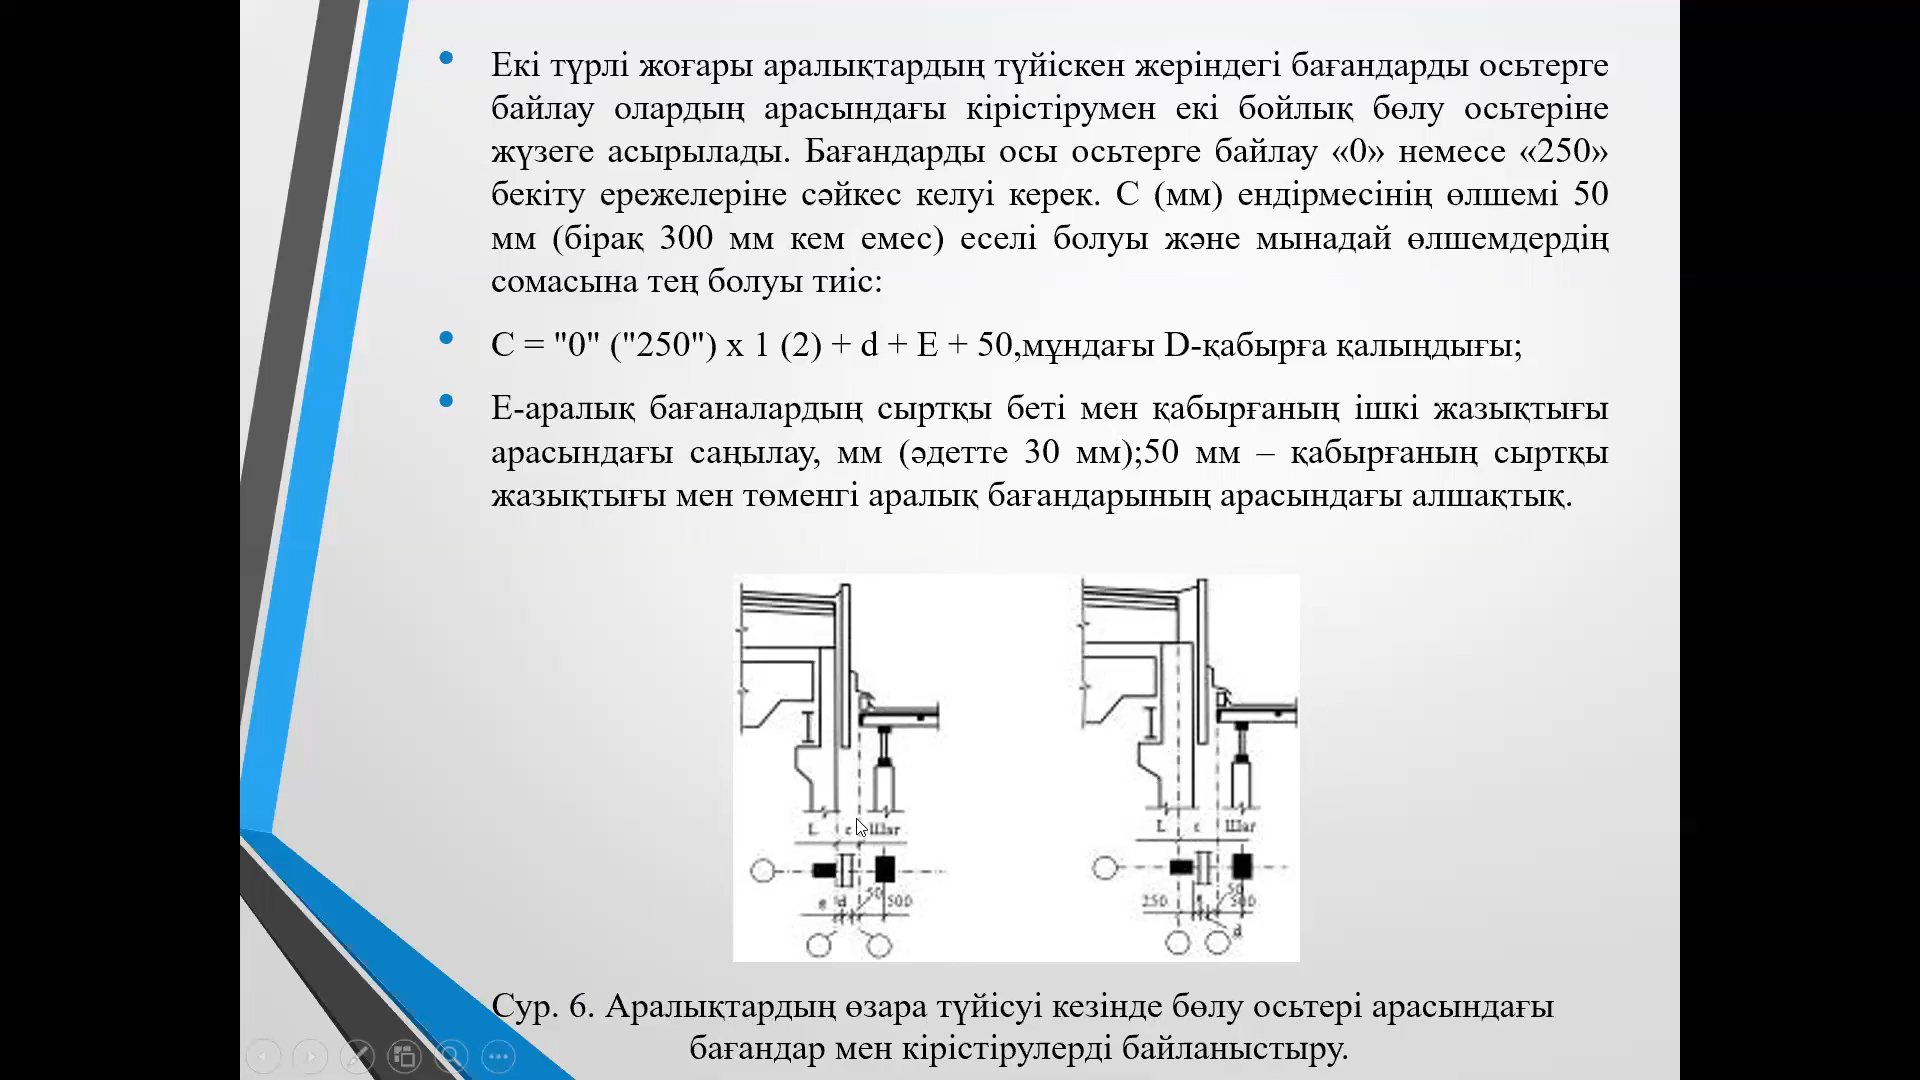 Екі түрлі жоғары аралықтардың түйіскен жеріндегі бағандарды осьтерге
байлау олардың арасындағы кірістірумен екі бойлық бөлу осьтеріне
жүзеге асырылады. Бағандарды осы осьтерге байлау «0» немесе «250»
бекіту ережелеріне сәйкес келуі керек. С (мм) ендірмесінің өлшемі 50
мм (бірақ 300 мм кем емес) еселі болуы және мынадай өлшемдердің
сомасына тең болуы тиіс:
С = "0" ("250") x 1 (2) + d + E + 50,мұндағы D-қабырға қалыңдығы;
Е-аралық бағаналардың сыртқы беті мен қабырғаның ішкі жазықтығы
арасындағы саңылау, мм (әдетте 30 мм);50 мм – қабырғаның сыртқы
жазықтығы мен төменгі аралық бағандарының арасындағы алшақтық.
L c Шаг
L c Шаг
50
e d 500
50
250 500
d
Сур. 6. Аралықтардың өзара түйісуі кезінде бөлу осьтері арасындағы
бағандар мен кірістірулерді байланыстыру.